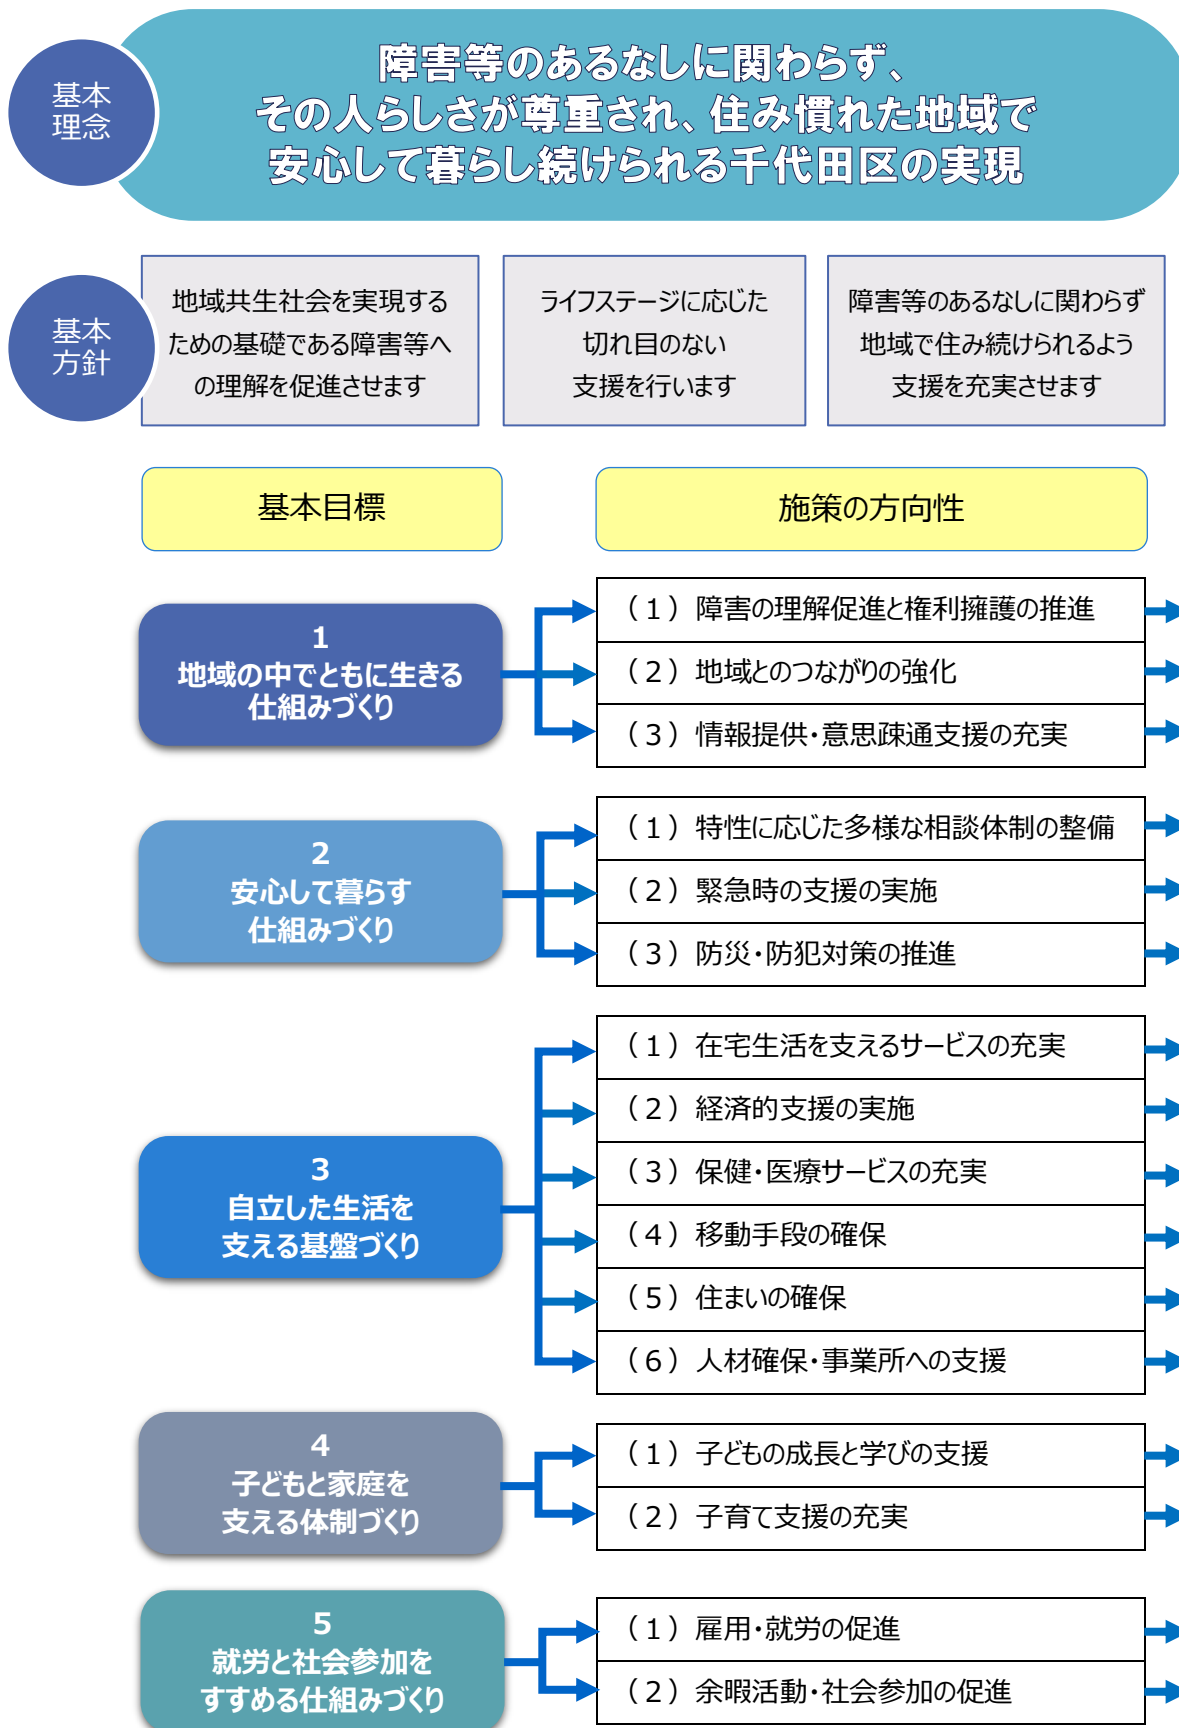 基本
理念
障害等のあるなしに関わらず、
その人らしさが尊重され、住み慣れた地域で
安心して暮らし続けられる千代田区の実現
基本
方針
地域共生社会を実現する
ための基礎である障害等へ
の理解を促進させます
ライフステージに応じた
切れ目のない
支援を行います
障害等のあるなしに関わらず
地域で住み続けられるよう
支援を充実させます
基本目標
施策の方向性
1
地域の中でともに生きる
仕組みづくり
（1）障害の理解促進と権利擁護の推進
（2）地域とのつながりの強化
（3）情報提供・意思疎通支援の充実
2
安心して暮らす
仕組みづくり
（1）特性に応じた多様な相談体制の整備
（2）緊急時の支援の実施
（3）防災・防犯対策の推進
3
自立した生活を
支える基盤づくり
（1）在宅生活を支えるサービスの充実
（2）経済的支援の実施
（3）保健・医療サービスの充実
（4）移動手段の確保
（5）住まいの確保
（6）人材確保・事業所への支援
4
子どもと家庭を
支える体制づくり
（1）子どもの成長と学びの支援
（2）子育て支援の充実
5
就労と社会参加を
すすめる仕組みづくり
（1）雇用・就労の促進
（2）余暇活動・社会参加の促進